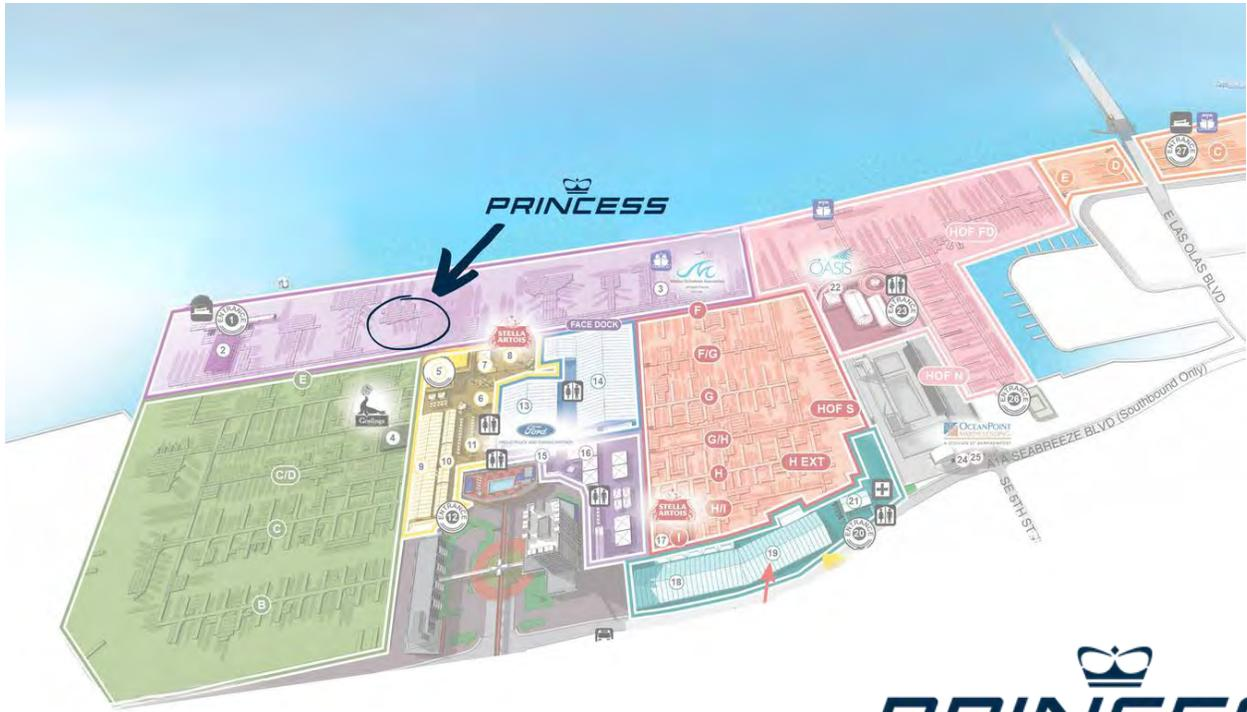 ENTRANCE
27
C
D
E
E LAS OLAS BLVD
PRINCESS
HOF FD
OASIS
22
ENTRANCE
23
3
ENTRANCE
1
2
F
FACE DOCK
STELLA
ARTOIS
8
7
5
6
14
13
F/G
G
HOF N
HOF S
ENTRANCE
26
A1A SEABREEZE BLVD (Southbound Only)
E
Gosling's
4
Ford
11
10
9
15
16
G/H
H
H EXT
OCEANPOINT
24
25
SE 5TH ST
C/D
C
B
ENTRANCE
12
STELLA
ARTOIS
H/I
17
I
21
ENTRANCE
20
19
18
PRINCESS